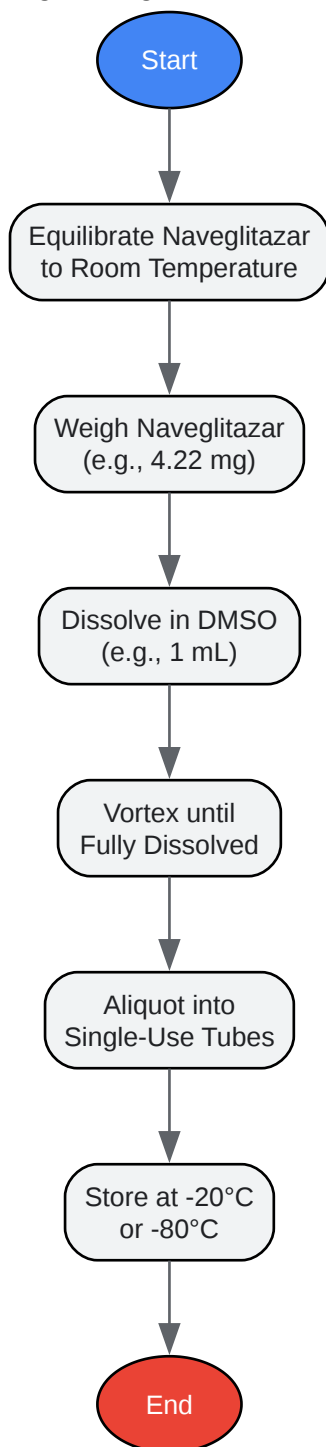 Start
Equilibrate Naveglitazar
to Room Temperature
Weigh Naveglitazar
(e.g., 4.22 mg)
Dissolve in DMSO
(e.g., 1 mL)
Vortex until
Fully Dissolved
Aliquot into
Single-Use Tubes
Store at -20°C
or -80°C
End